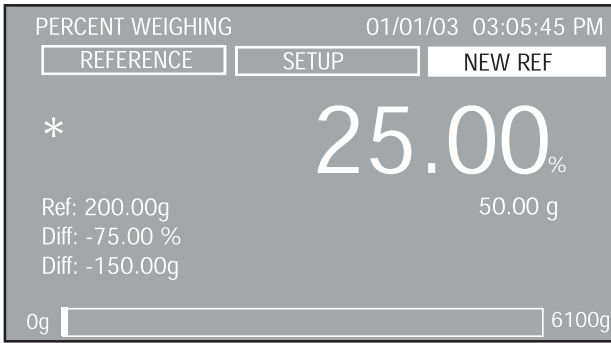 PERCENT WEIGHING 01/01/03 03:05:45 PM
REFERENCE SETUP NEW REF
* 25.00%
Ref: 200.00g 50.00 g
Diff: -75.00 %
Diff: -150.00g
0g 6100g